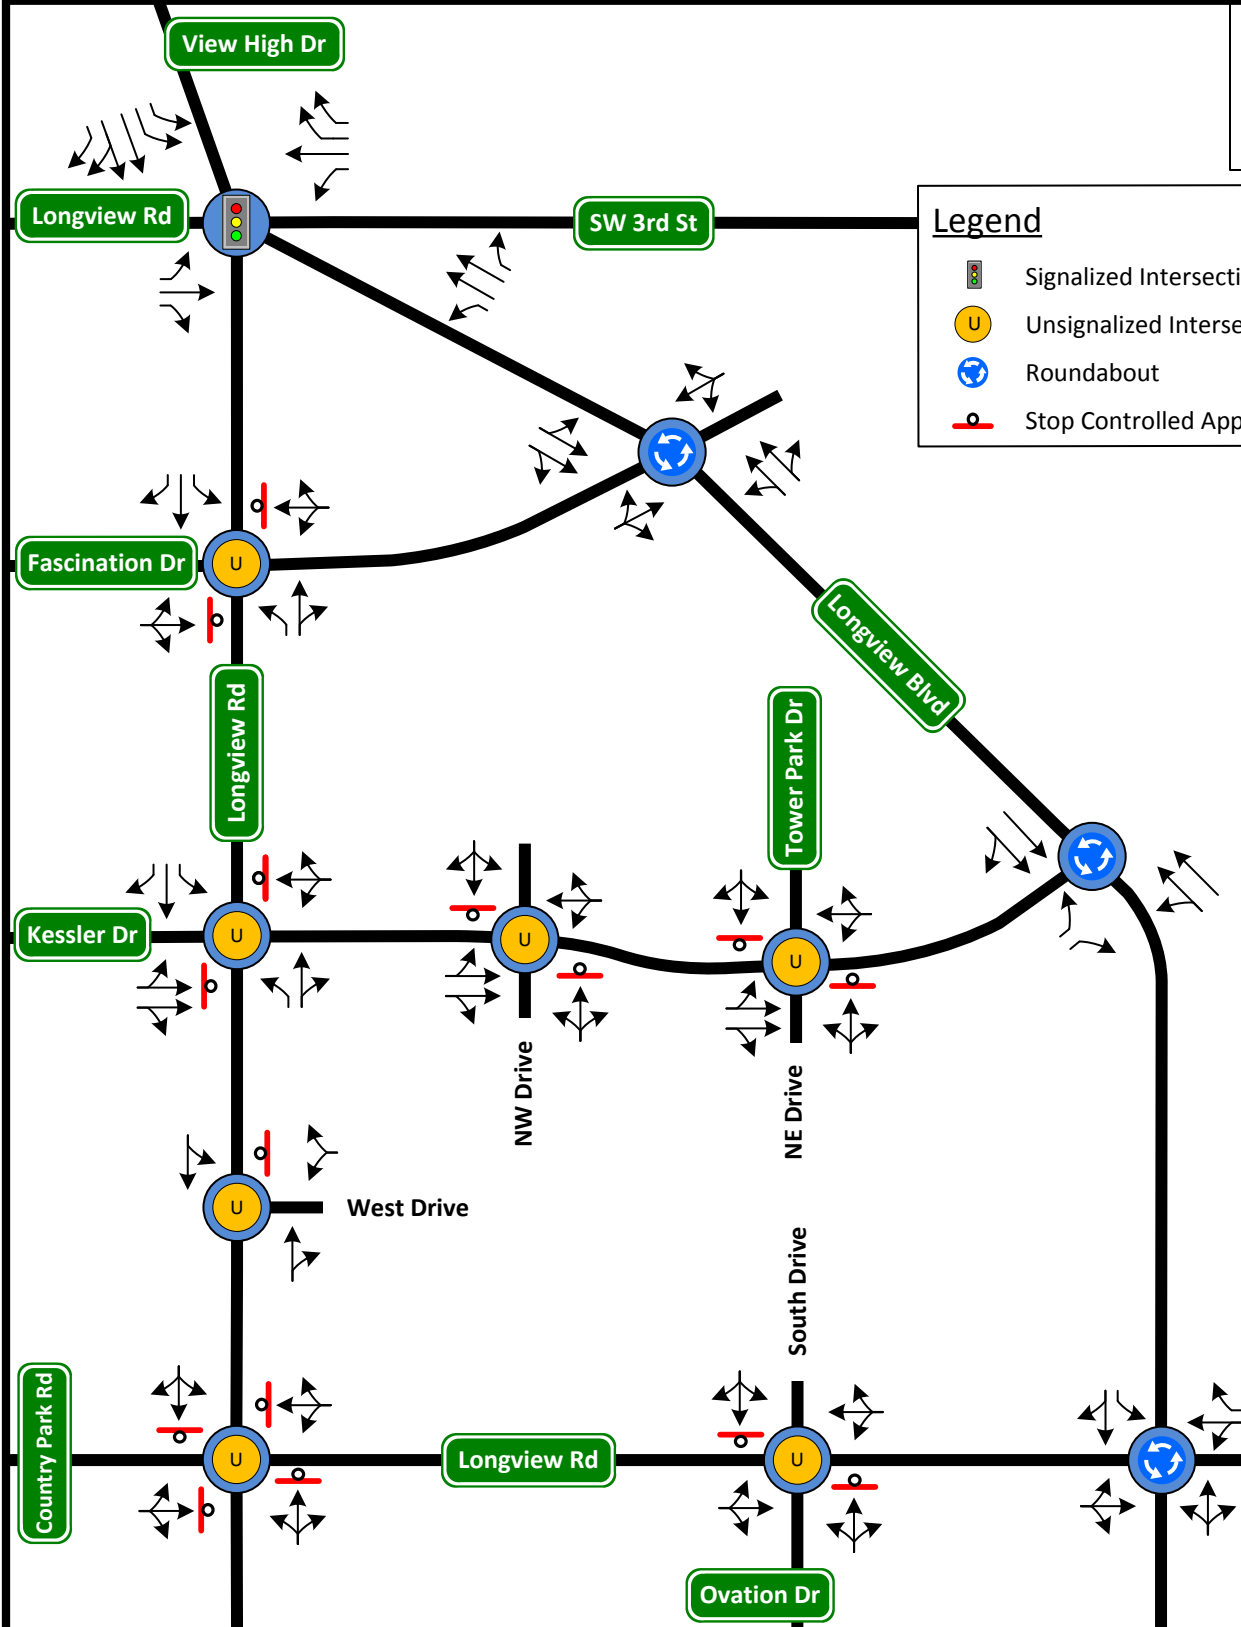 View High Dr
Longview Rd
SW 3rd St
Legend
Signalized Intersecti
U
Unsignalized Interse
Roundabout
Stop Controlled App
Fascination Dr
U
Longview Rd
Longview Blvd
Tower Park Dr
Kessler Dr
U
U
U
NW Drive
NE Drive
U
West Drive
South Drive
Country Park Rd
U
Longview Rd
U
Ovation Dr